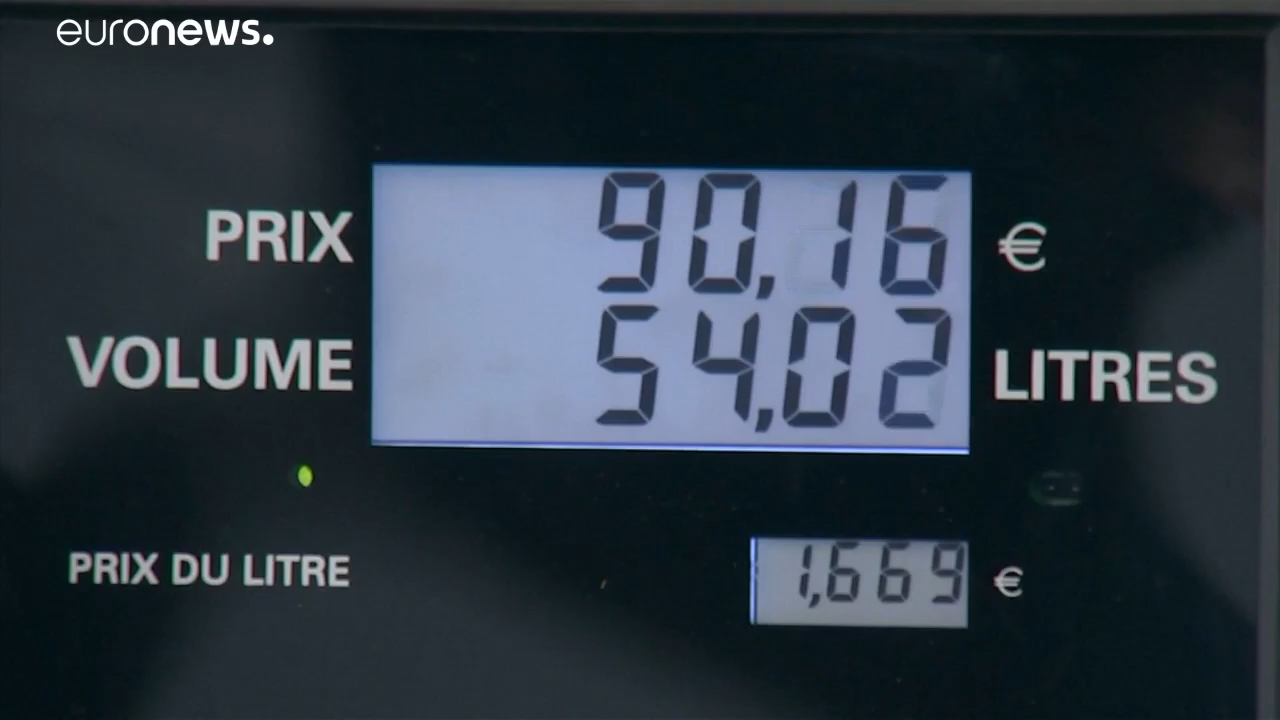 euronews.
PRIX 90,16 €
VOLUME 54,02 LITRES
PRIX DU LITRE 1,669 €